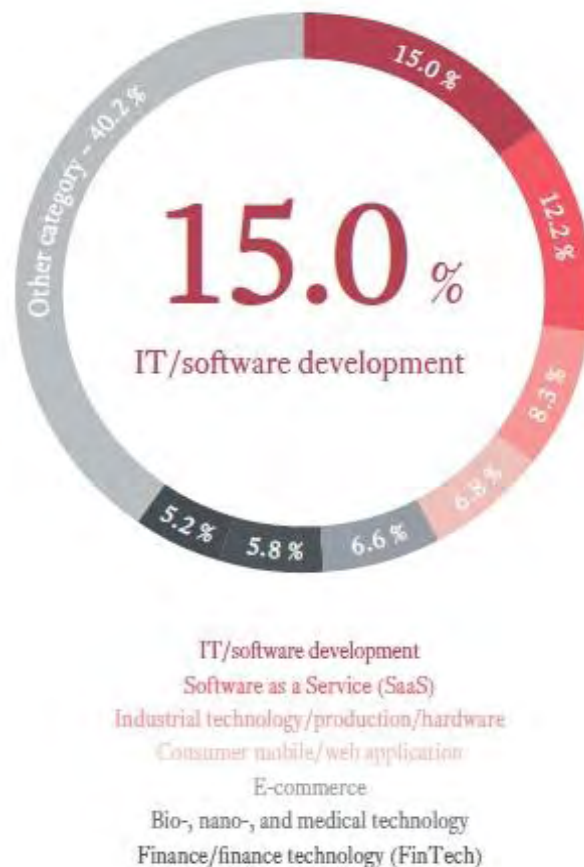 15.0 %
12.2 %
8.3 %
6.8 %
6.6 %
5.8 %
5.2 %
Other category – 40.2 %
15.0 %
IT/software development
IT/software development
Software as a Service (SaaS)
Industrial technology/production/hardware
Consumer mobile/web application
E-commerce
Bio-, nano-, and medical technology
Finance/finance technology (FinTech)